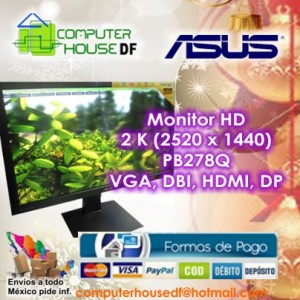 COMPUTER
HOUSE DF
ASUS
Monitor HD
2 K (2520 x 1440)
PB278Q
VGA, DBI, HDMI, DP
Envios a todo
México pide inf.
Formas de Pago
VISA
PayPal
COD
DÉBITO
DEPÓSITO
computerhousedf@hotmail.com